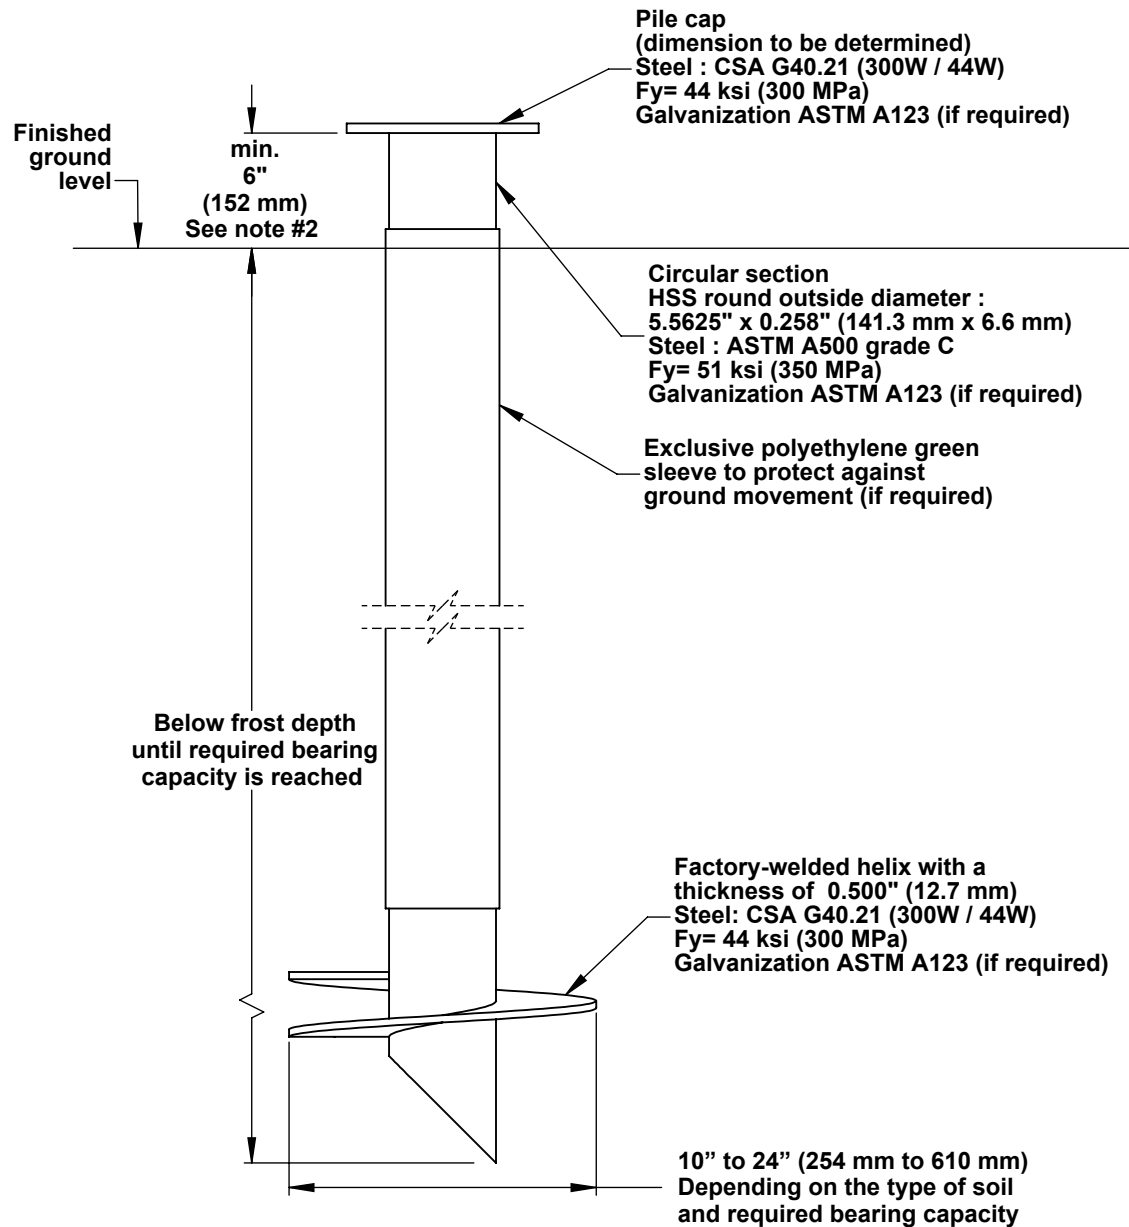 Pile cap
(dimension to be determined)
Steel : CSA G40.21 (300W / 44W)
Fy= 44 ksi (300 MPa)
Galvanization ASTM A123 (if required)
Finished
ground
level
min.
6"
(152 mm)
See note #2
Circular section
HSS round outside diameter :
5.5625" x 0.258" (141.3 mm x 6.6 mm)
Steel : ASTM A500 grade C
Fy= 51 ksi (350 MPa)
Galvanization ASTM A123 (if required)
Exclusive polyethylene green
sleeve to protect against
ground movement (if required)
Below frost depth
until required bearing
capacity is reached
Factory-welded helix with a
thickness of 0.500" (12.7 mm)
Steel: CSA G40.21 (300W / 44W)
Fy= 44 ksi (300 MPa)
Galvanization ASTM A123 (if required)
10” to 24” (254 mm to 610 mm)
Depending on the type of soil
and required bearing capacity